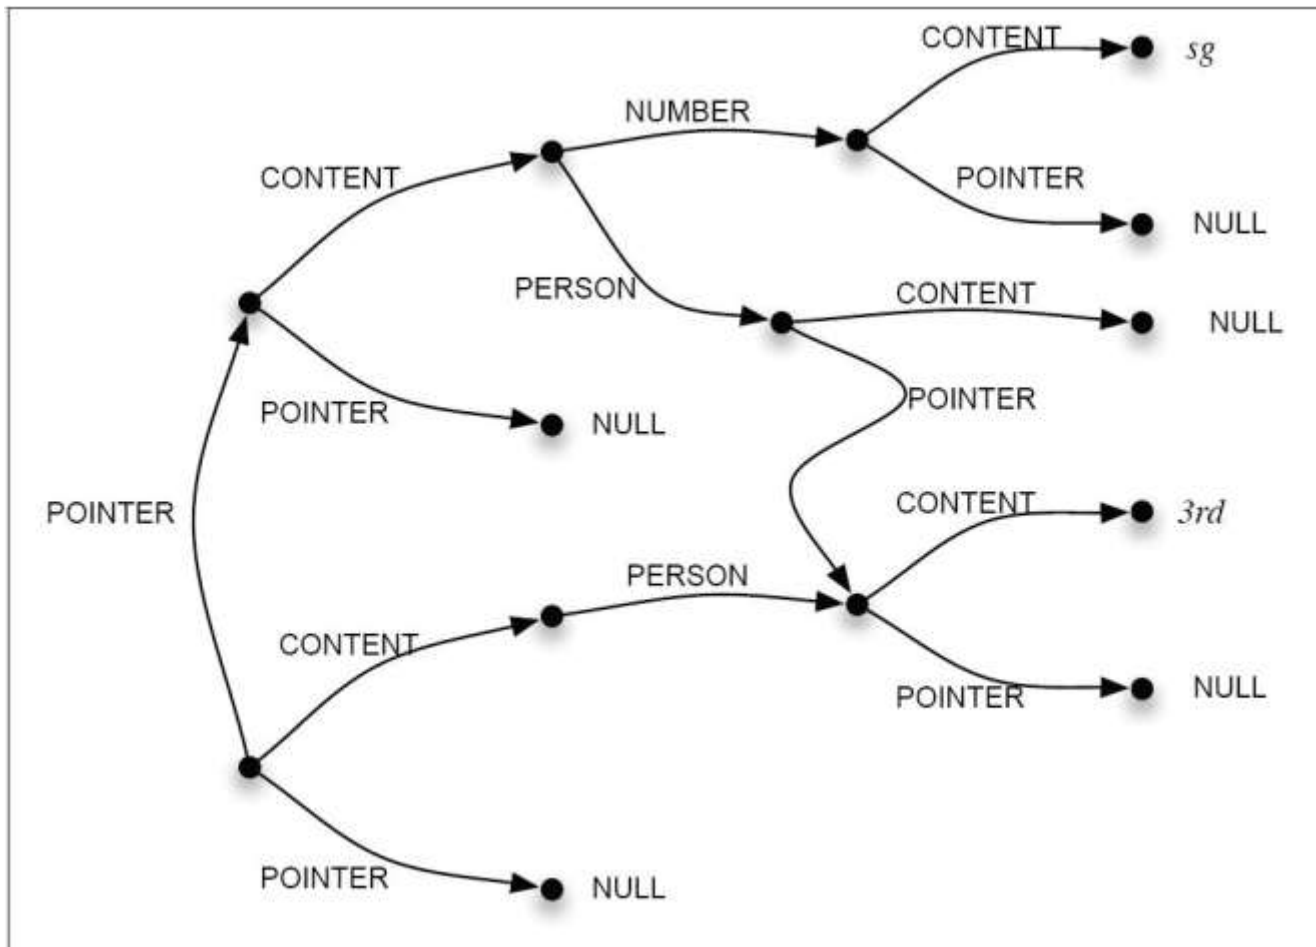 CONTENT
sg
NUMBER
CONTENT
POINTER
NULL
PERSON
CONTENT
NULL
POINTER
POINTER
NULL
POINTER
CONTENT
3rd
PERSON
CONTENT
POINTER
NULL
POINTER
NULL